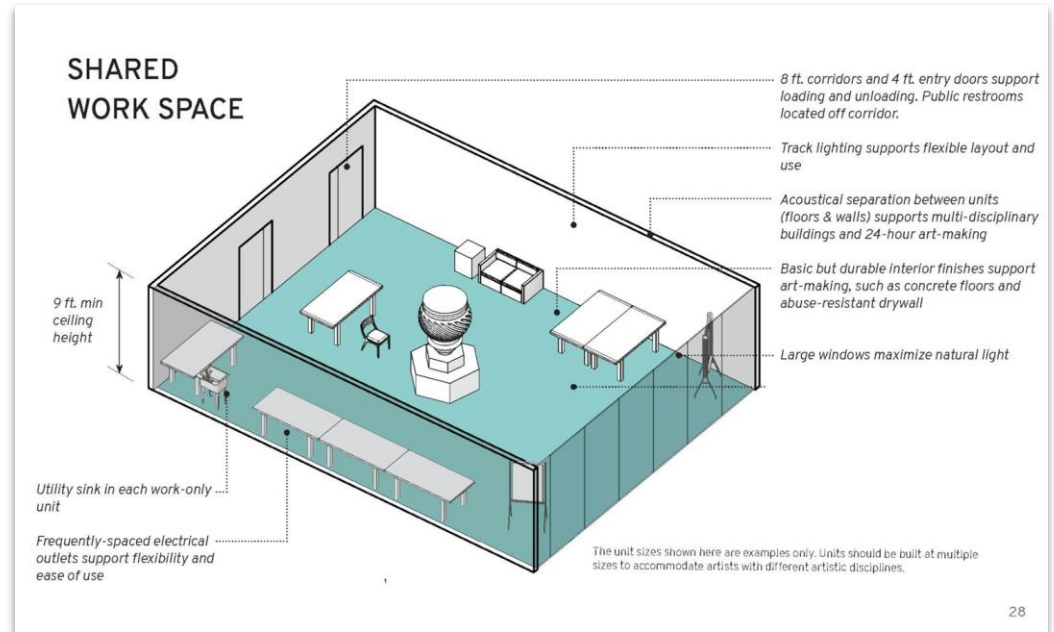 SHARED
WORK SPACE
8 ft. corridors and 4 ft. entry doors support
loading and unloading. Public restrooms
located off corridor.
Track lighting supports flexible layout and
use
Acoustical separation between units
(floors & walls) supports multi-disciplinary
buildings and 24-hour art-making
Basic but durable interior finishes support
art-making, such as concrete floors and
abuse-resistant drywall
Large windows maximize natural light
9 ft. min
ceiling
height
Utility sink in each work-only
unit
Frequently-spaced electrical
outlets support flexibility and
ease of use
The unit sizes shown here are examples only. Units should be built at multiple
sizes to accommodate artists with different artistic disciplines.
28